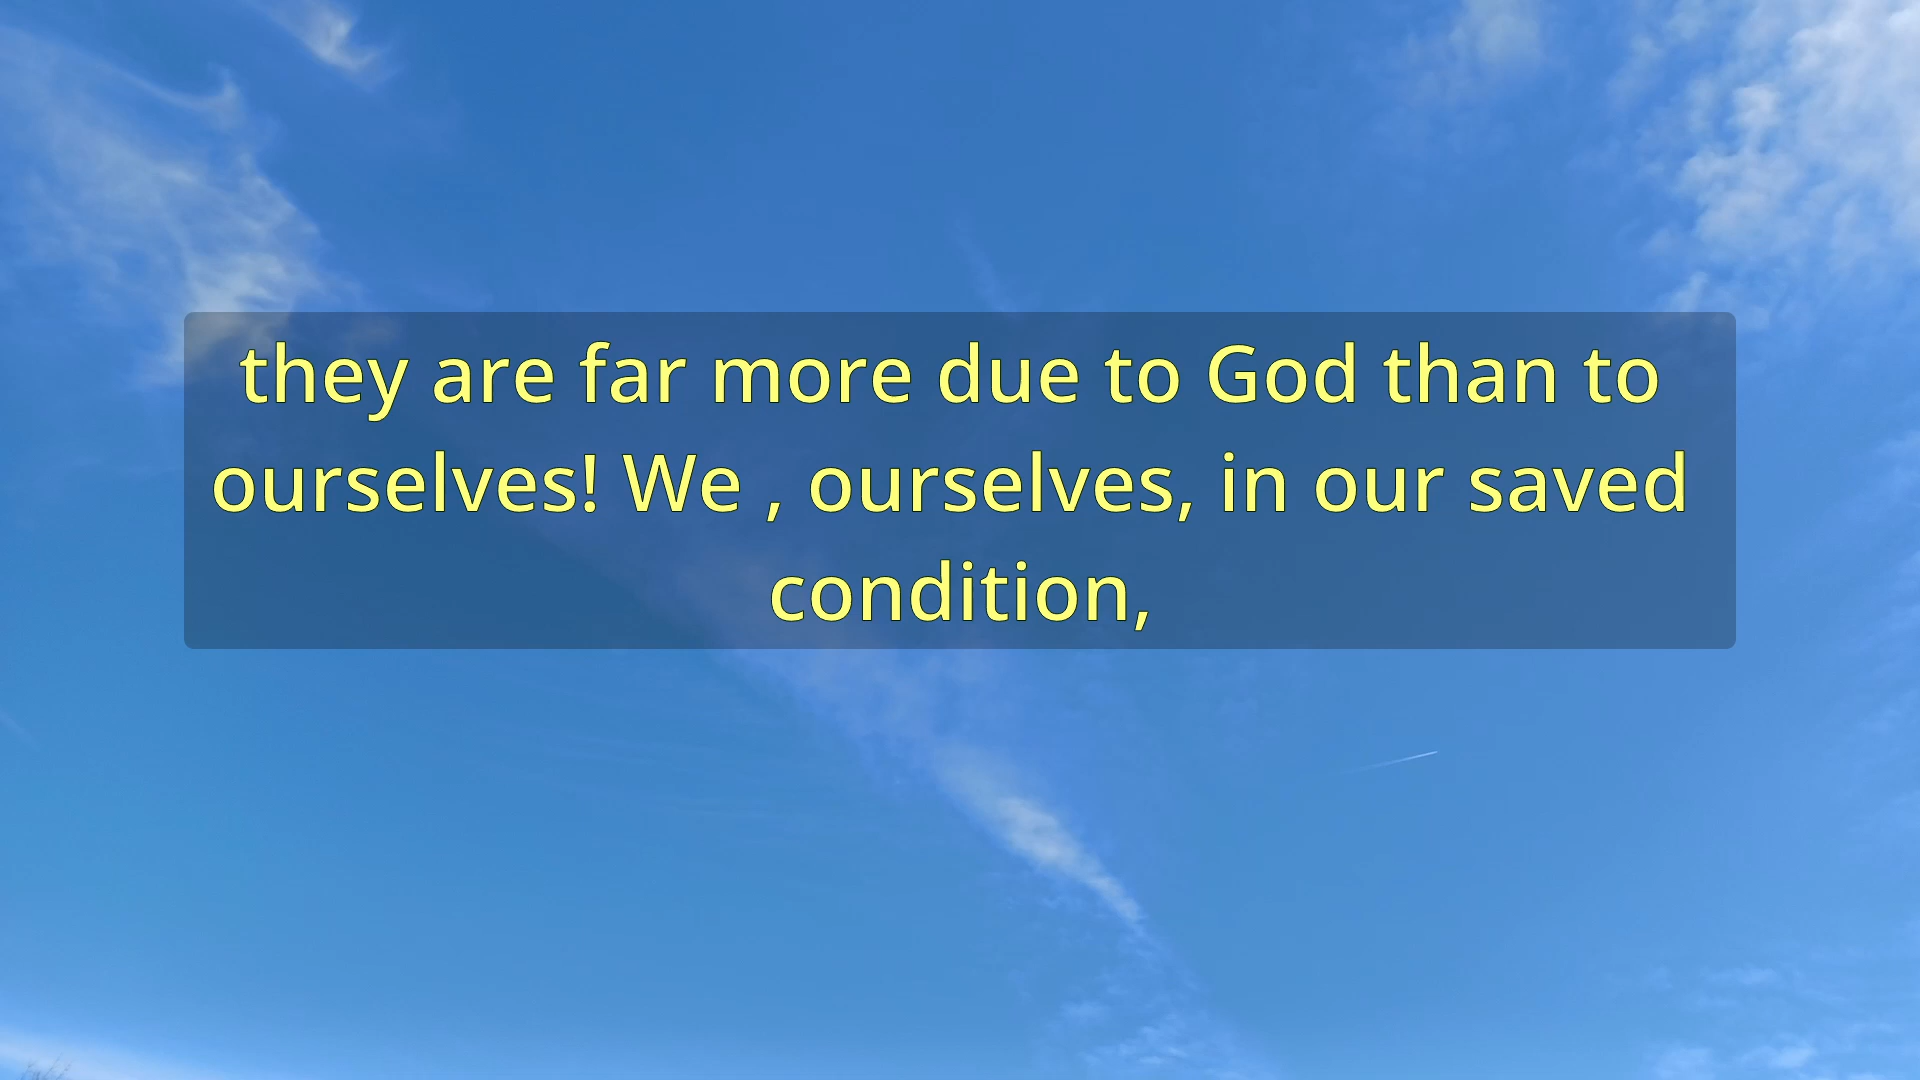 they are far more due to God than to
ourselves! We , ourselves, in our saved
condition,